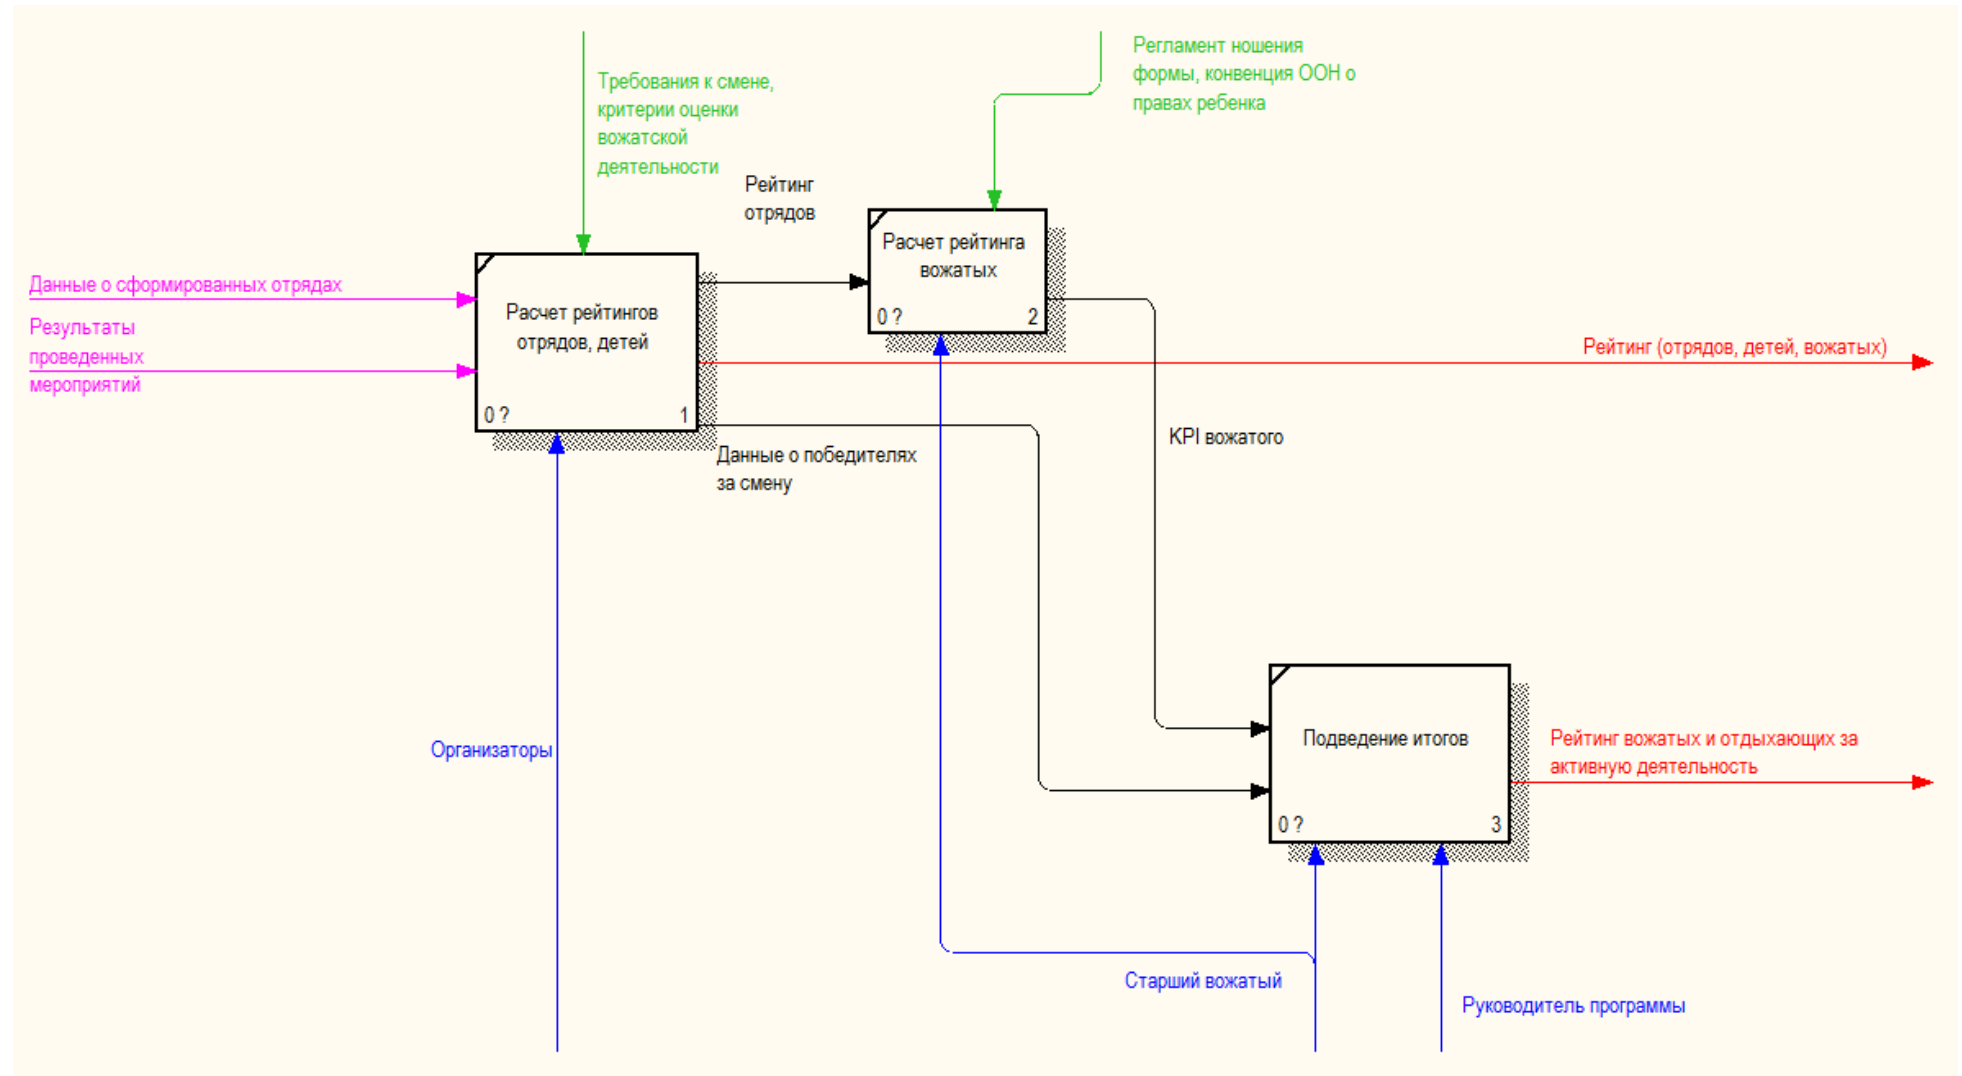 Требования к смене,
критерии оценки
вожатской
деятельности
Регламент ношения
формы, конвенция ООН о
правах ребенка
Рейтинг
отрядов
Данные о сформированных отрядах
Результаты
проведенных
мероприятий
Расчет рейтингов
отрядов, детей
0 ?
1
Расчет рейтинга
вожатых
0 ?
2
Рейтинг (отрядов, детей, вожатых)
Данные о победителях
за смену
KPI вожатого
Организаторы
Подведение итогов
0 ?
3
Рейтинг вожатых и отдыхающих за
активную деятельность
Старший вожатый
Руководитель программы